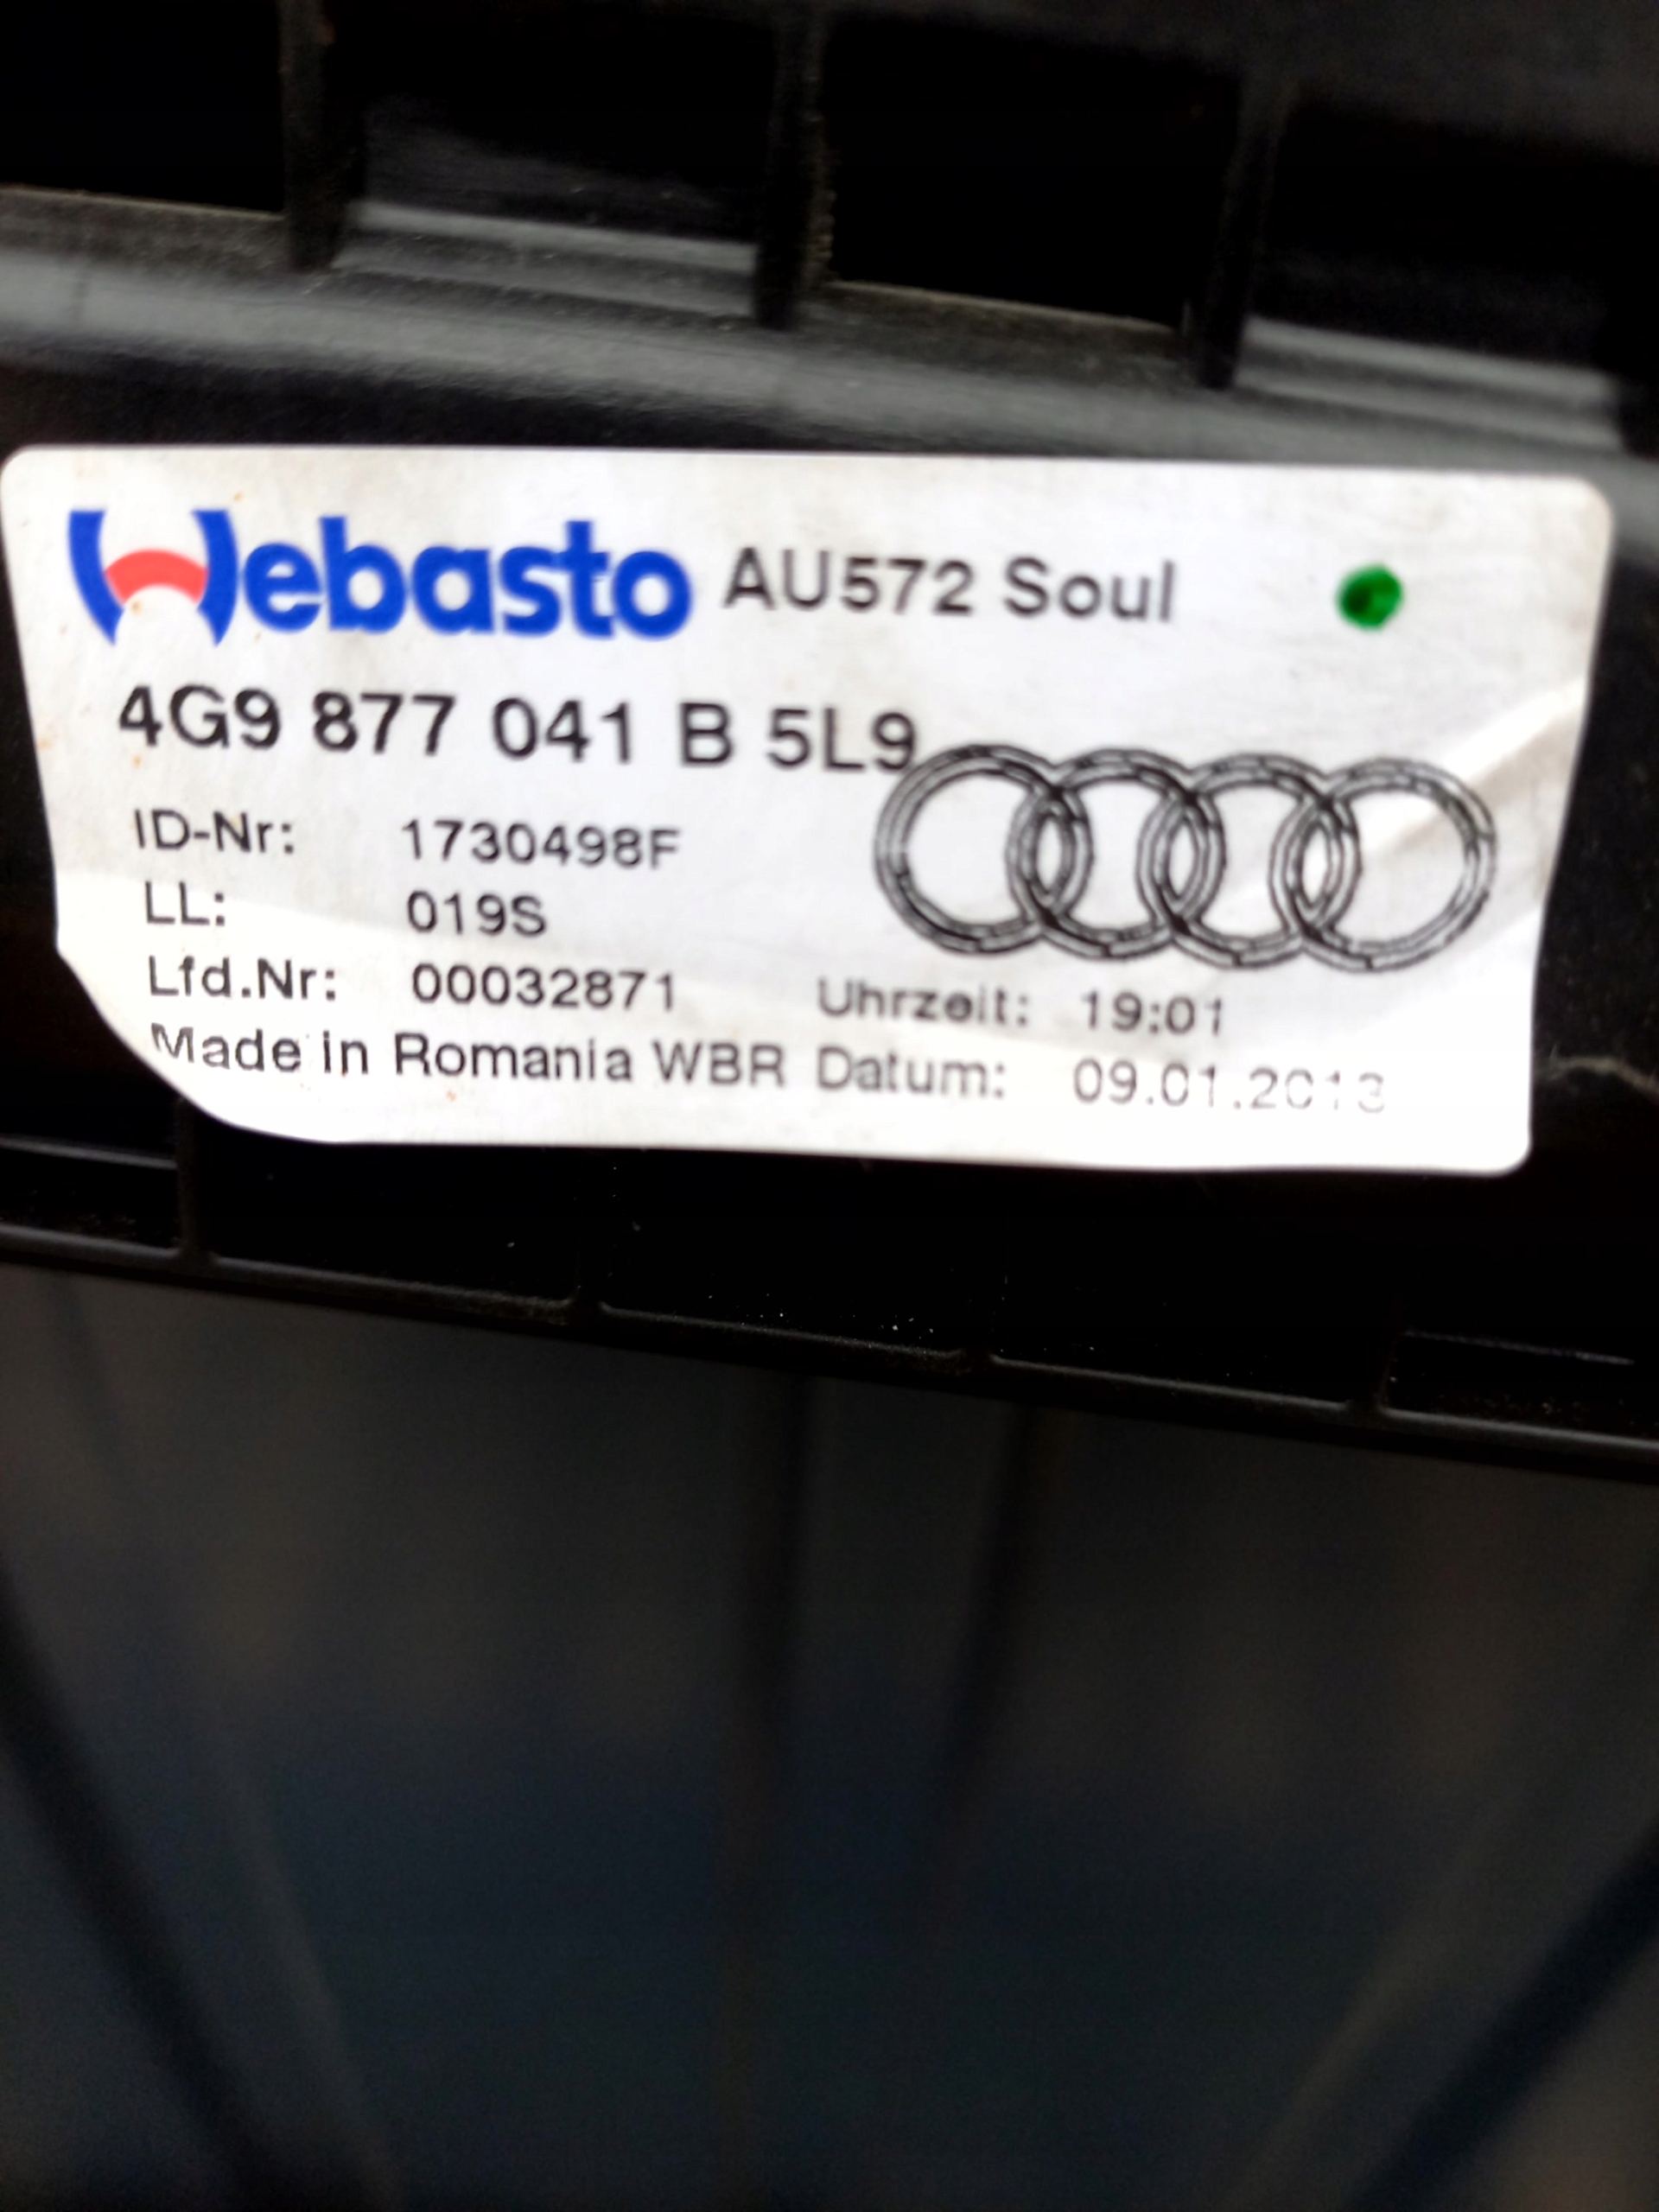 Webasto AU572 Soul
4G9 877 041 B 5L9
ID-Nr: 1730498F
LL: 019S
Lfd.Nr: 00032871 Uhrzeit: 19:01
Made in Romania WBR Datum: 09.01.2013